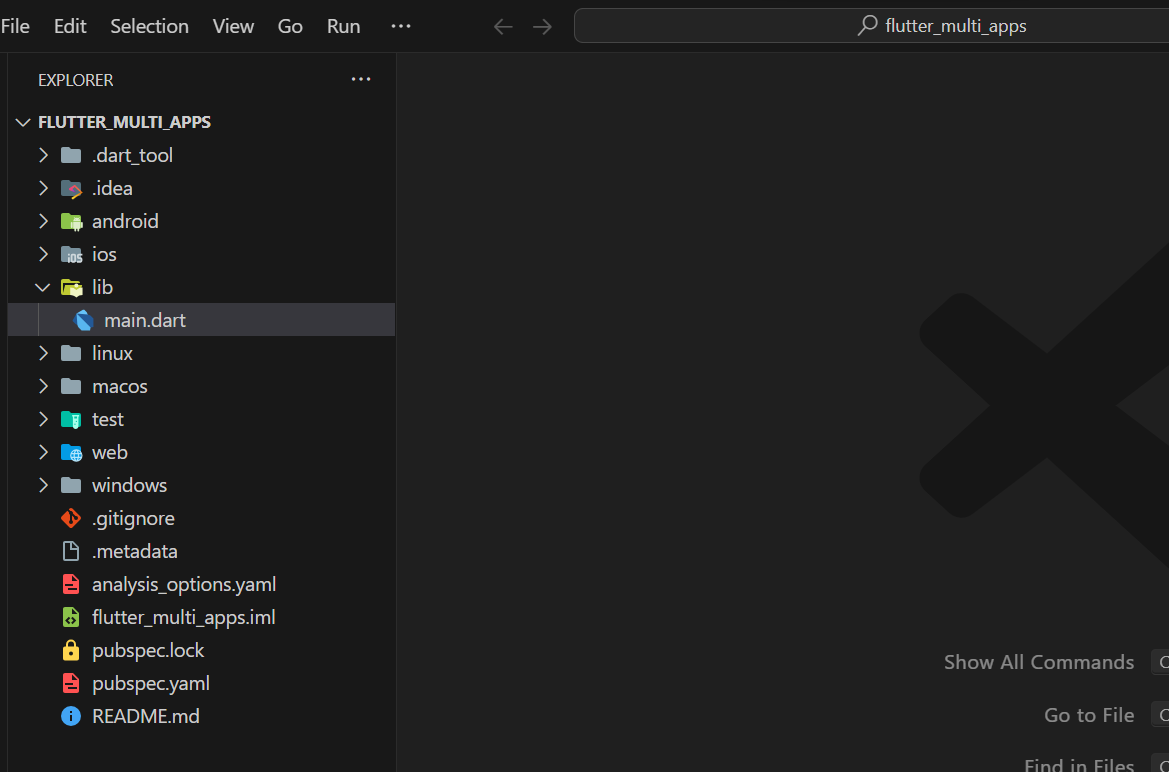 File Edit Selection View Go Run ···
flutter_multi_apps
EXPLORER ···
FLUTTER_MULTI_APPS
.dart_tool
.idea
android
ios
lib
main.dart
linux
macos
test
web
windows
.gitignore
.metadata
analysis_options.yaml
flutter_multi_apps.iml
pubspec.lock
pubspec.yaml
README.md
Show All Commands
Go to File
Find in Files